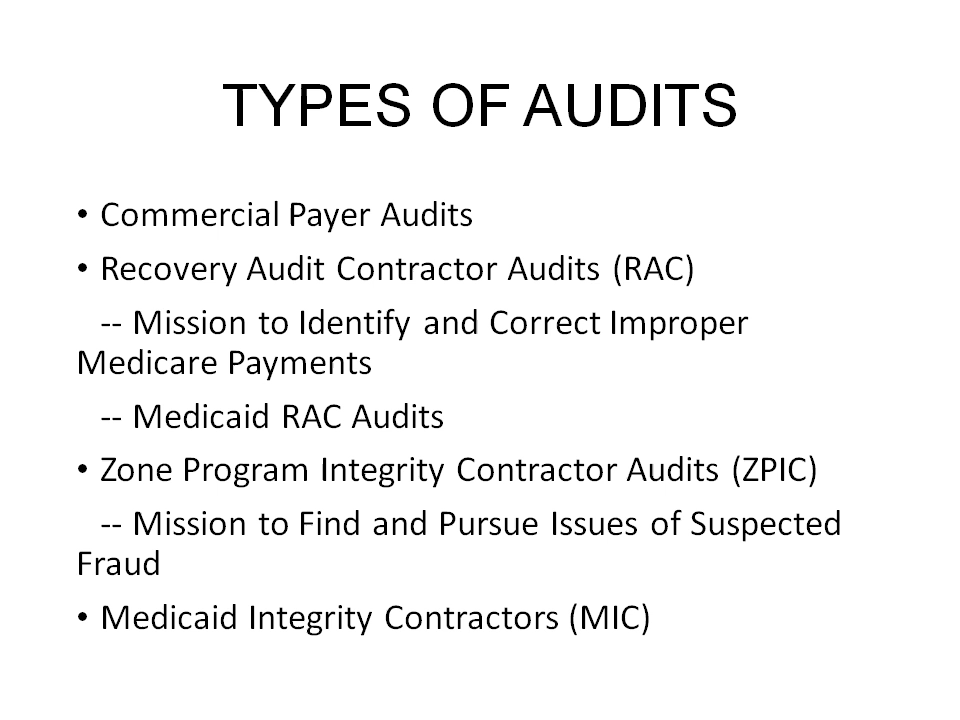 TYPES OF AUDITS
• Commercial Payer Audits
• Recovery Audit Contractor Audits (RAC)
-- Mission to Identify and Correct Improper
Medicare Payments
-- Medicaid RAC Audits
• Zone Program Integrity Contractor Audits (ZPIC)
-- Mission to Find and Pursue Issues of Suspected
Fraud
• Medicaid Integrity Contractors (MIC)